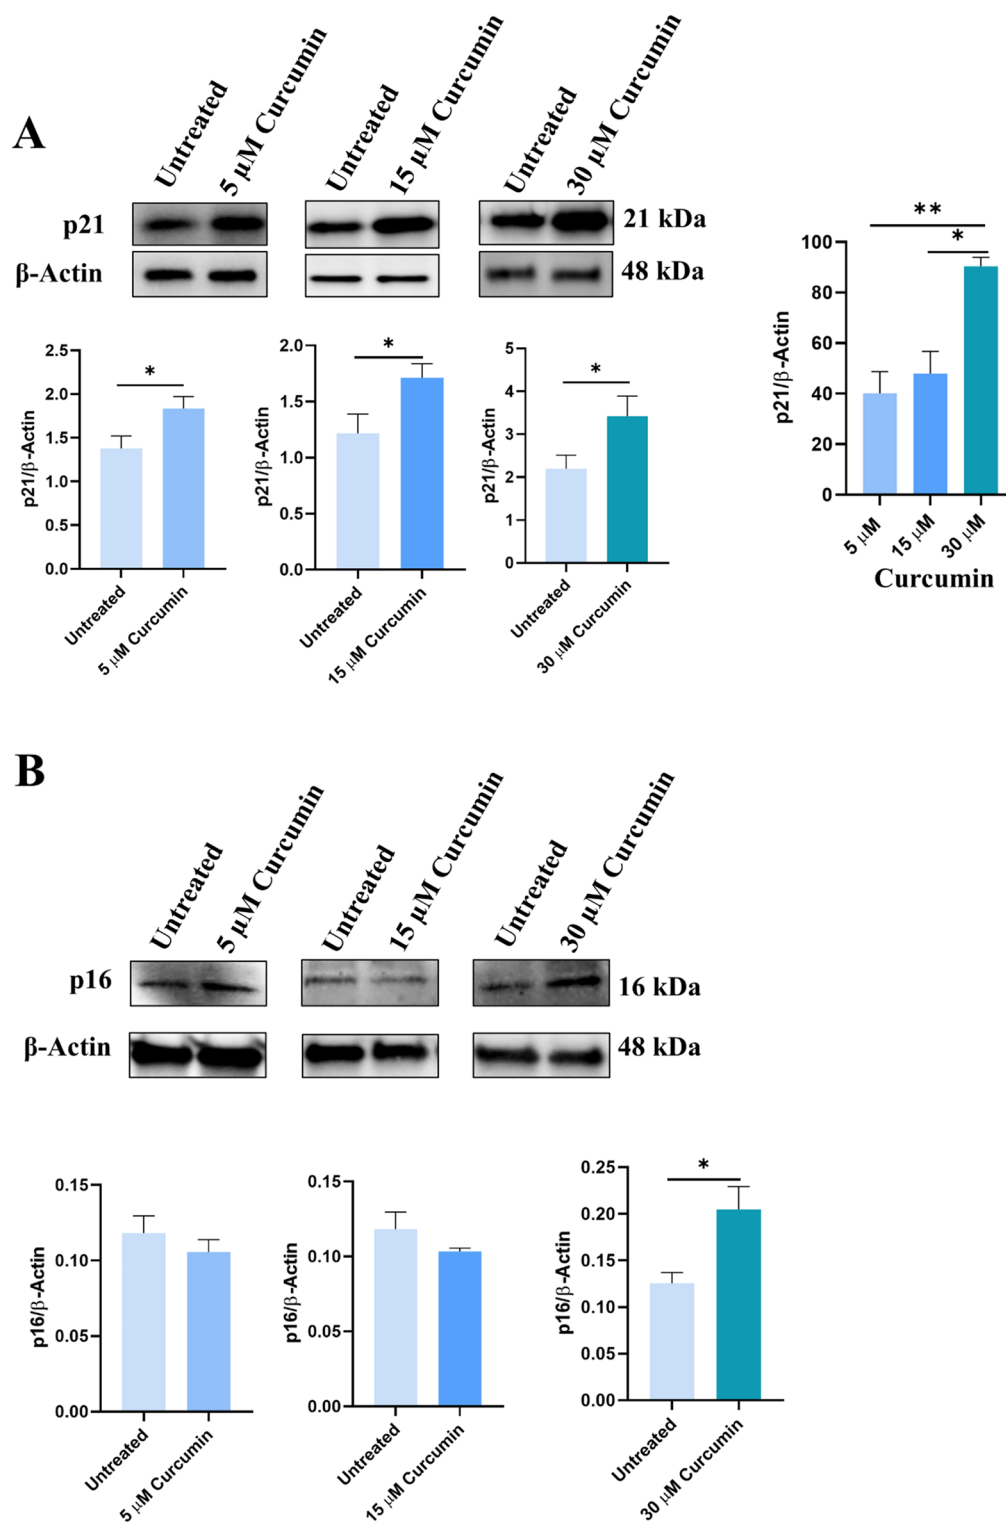 A
Untreated
5 µM Curcumin
Untreated
15 µM Curcumin
Untreated
30 µM Curcumin
p21
21 kDa
β-Actin
48 kDa
p21/β-Actin
2.5
2.0
1.5
1.0
0.5
0.0
*
Untreated
5 µM Curcumin
p21/β-Actin
2.0
1.5
1.0
0.5
0.0
*
Untreated
15 µM Curcumin
p21/β-Actin
5
4
3
2
1
0
*
Untreated
30 µM Curcumin
p21/β-Actin
100
80
60
40
20
0
**
*
5 µM
15 µM
30 µM
Curcumin
B
Untreated
5 µM Curcumin
Untreated
15 µM Curcumin
Untreated
30 µM Curcumin
p16
16 kDa
β-Actin
48 kDa
p16/β-Actin
0.15
0.10
0.05
0.00
Untreated
5 µM Curcumin
p16/β-Actin
0.15
0.10
0.05
0.00
Untreated
15 µM Curcumin
p16/β-Actin
0.25
0.20
0.15
0.10
0.05
0.00
*
Untreated
30 µM Curcumin